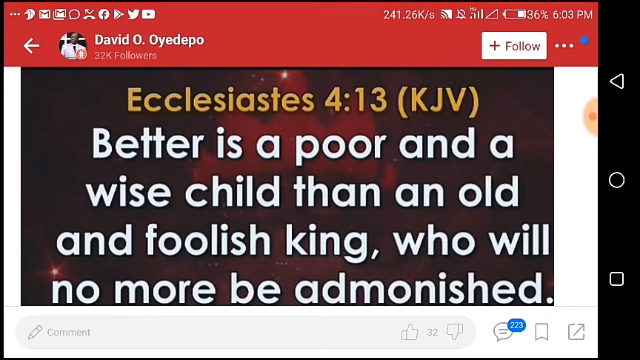 241.26K/s 36% 6:03 PM
David O. Oyedepo
32K Followers
+ Follow
Ecclesiastes 4:13 (KJV)
Better is a poor and a
wise child than an old
and foolish king, who will
no more be admonished.
Comment
32
223